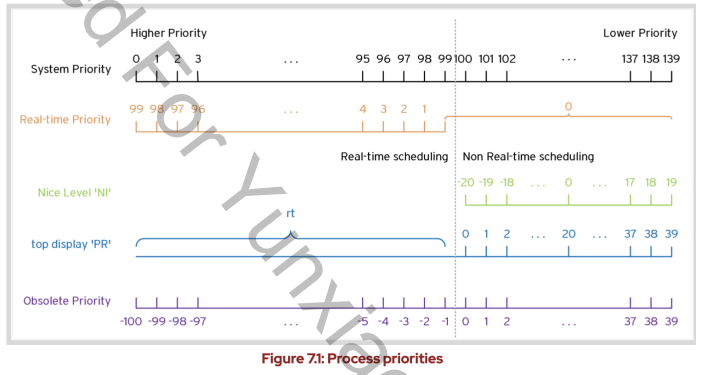 Higher Priority Lower Priority
System Priority 0 1 2 3 ... 95 96 97 98 99 100 101 102 ... 137 138 139
Real-time Priority 99 98 97 96 ... 4 3 2 1 0
Real-time scheduling Non Real-time scheduling
Nice Level 'NI' -20 -19 -18 ... 0 ... 17 18 19
rt
top display 'PR' 0 1 2 ... 20 ... 37 38 39
Obsolete Priority
-100 -99 -98 -97 ... -5 -4 -3 -2 -1 0 1 2 ... 37 38 39
Figure 7.1: Process priorities
ed For Yunxia